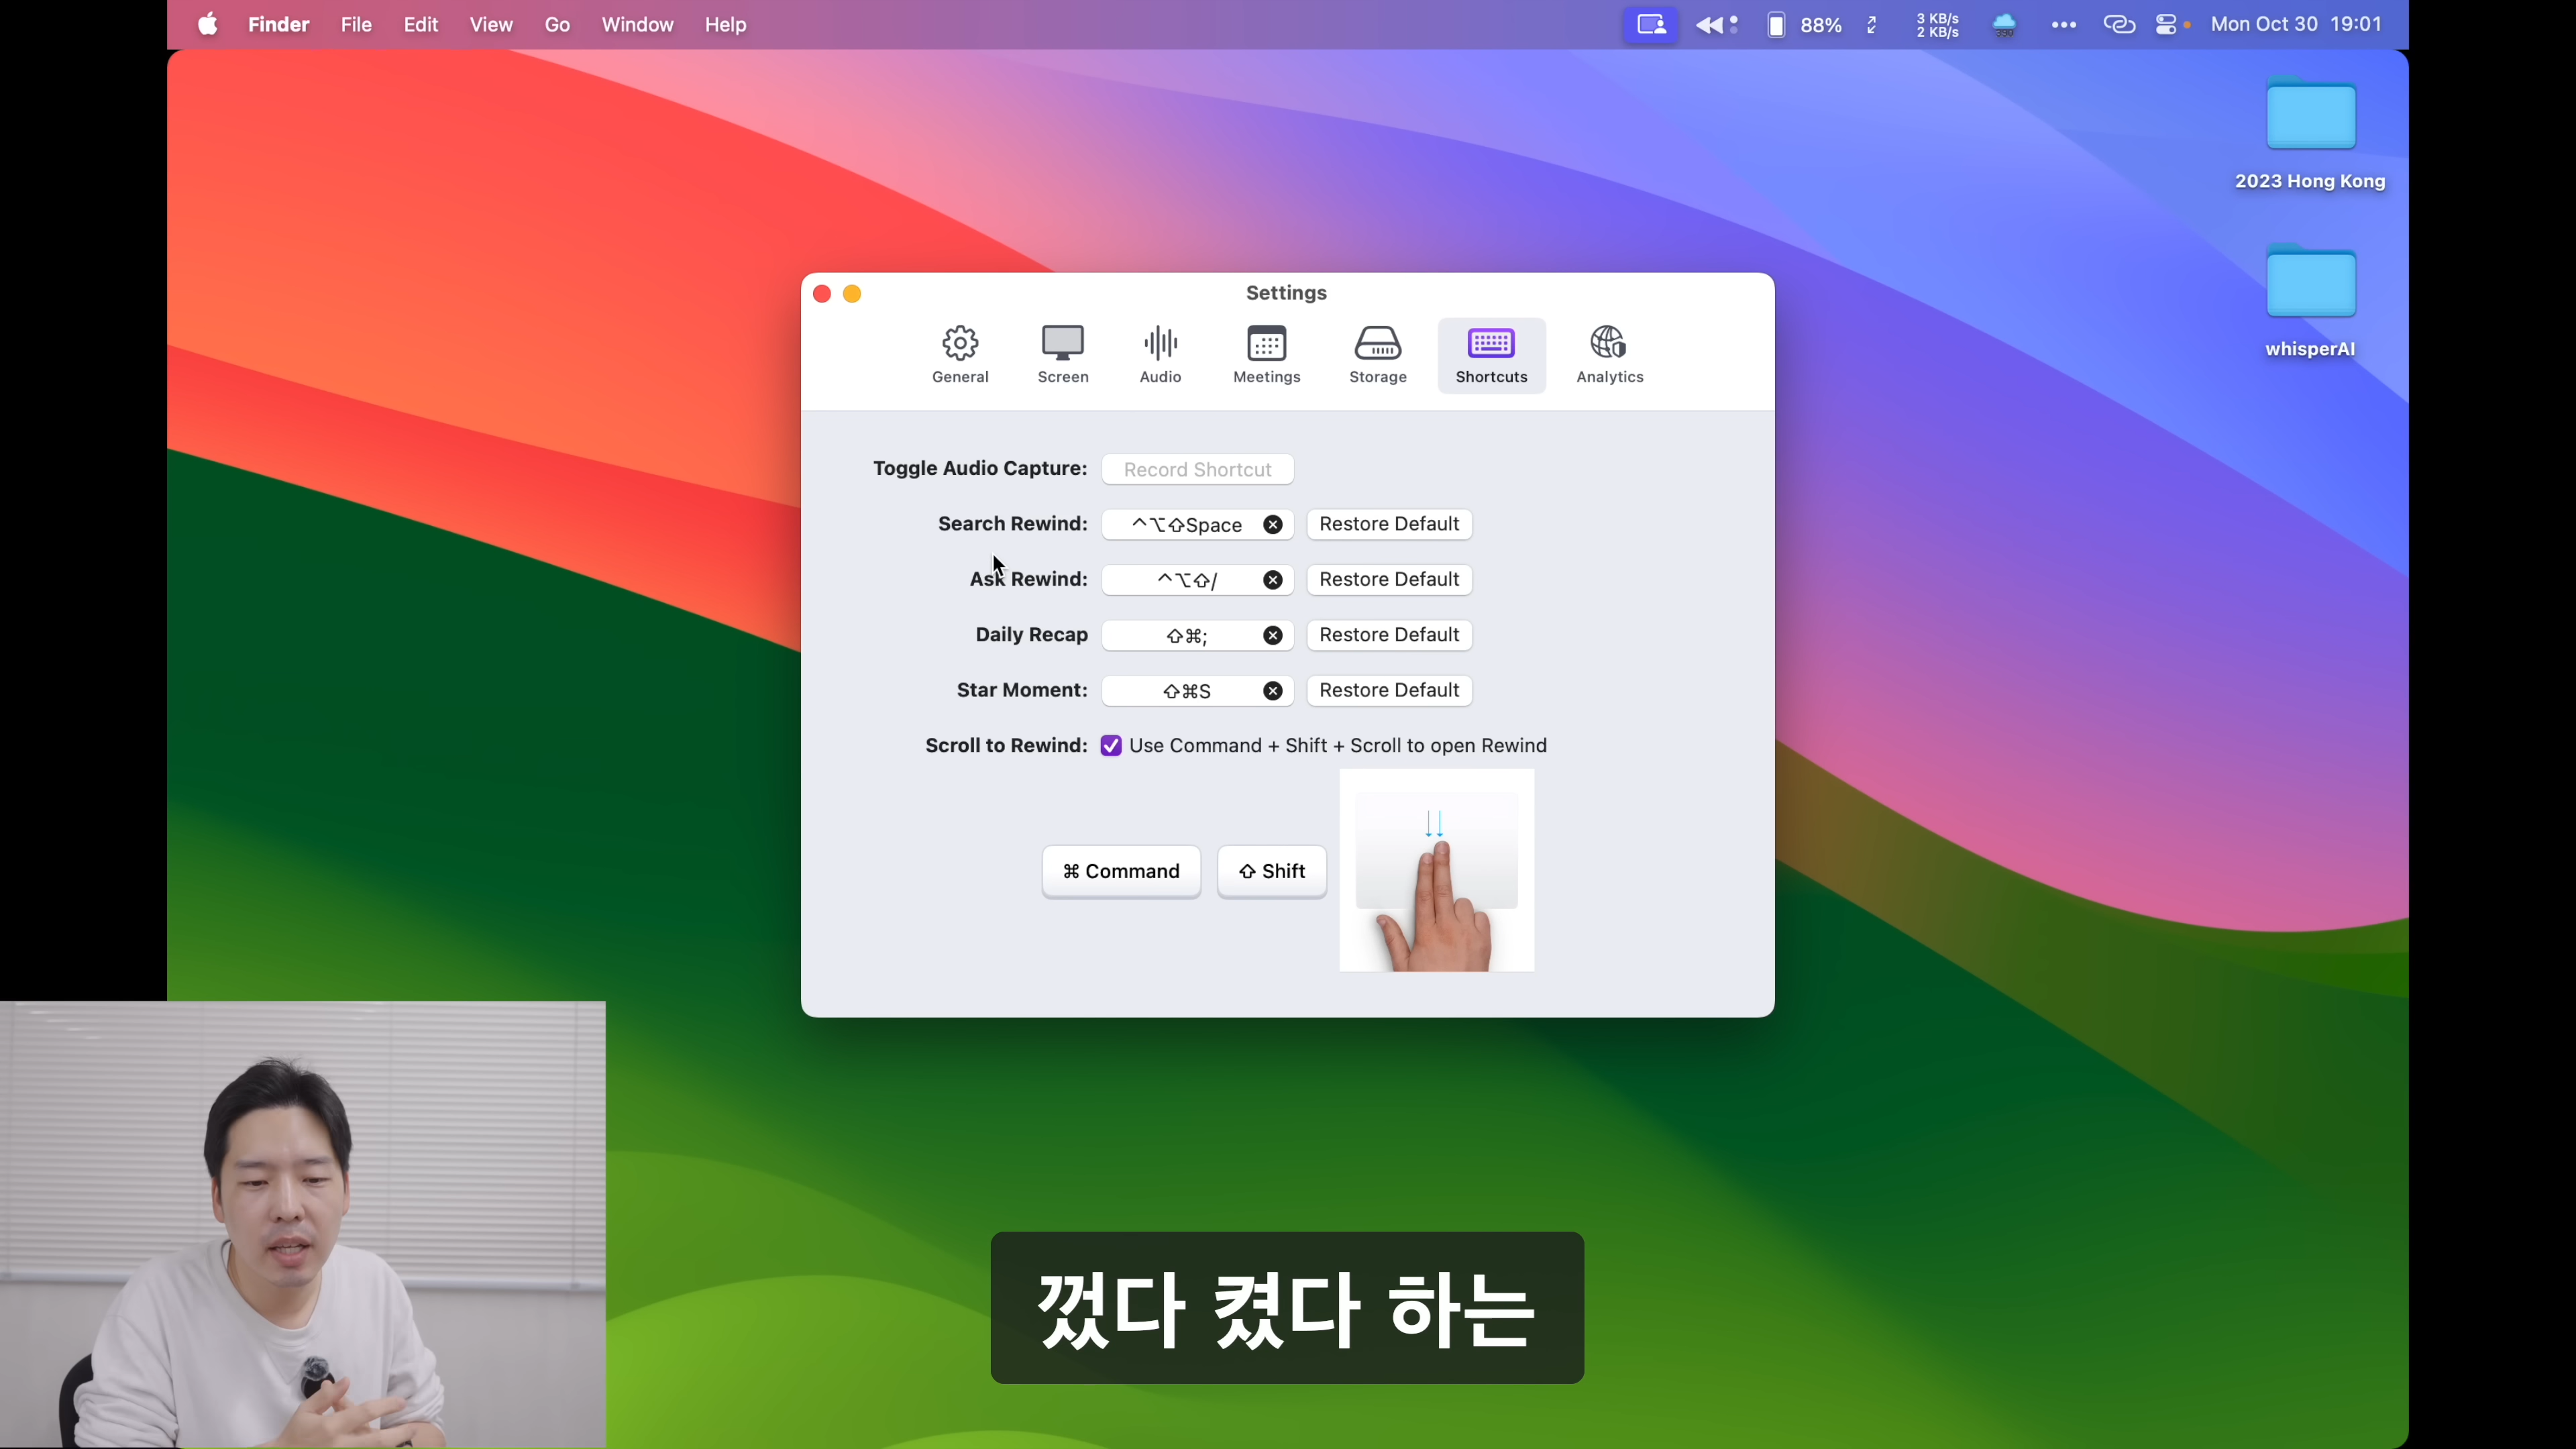 Finder File Edit View Go Window Help 88% 3 KB/s 2 KB/s Mon Oct 30 19:01
2023 Hong Kong
whisperAI
Settings
General Screen Audio Meetings Storage Shortcuts Analytics
Toggle Audio Capture: Record Shortcut
Search Rewind: ^⌥⇧Space Restore Default
Ask Rewind: ^⌥⇧/ Restore Default
Daily Recap ⇧⌘; Restore Default
Star Moment: ⇧⌘S Restore Default
Scroll to Rewind: Use Command + Shift + Scroll to open Rewind
⌘ Command ⇧ Shift
껐다 켰다 하는